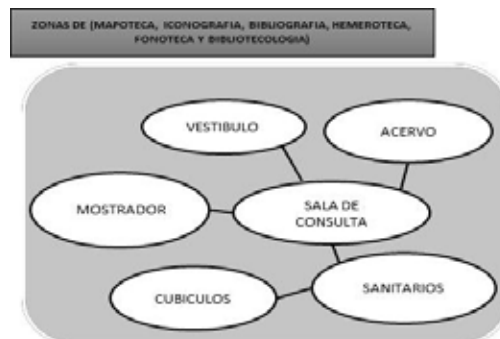 ZONAS DE (MAPOTECA, ICONOGRAFIA, BIBLIOGRAFIA, HEMEROTECA,
FONOTECA Y BIBLIOTECOLOGIA)
VESTIBULO
ACERVO
MOSTRADOR
SALA DE
CONSULTA
CUBICULOS
SANITARIOS